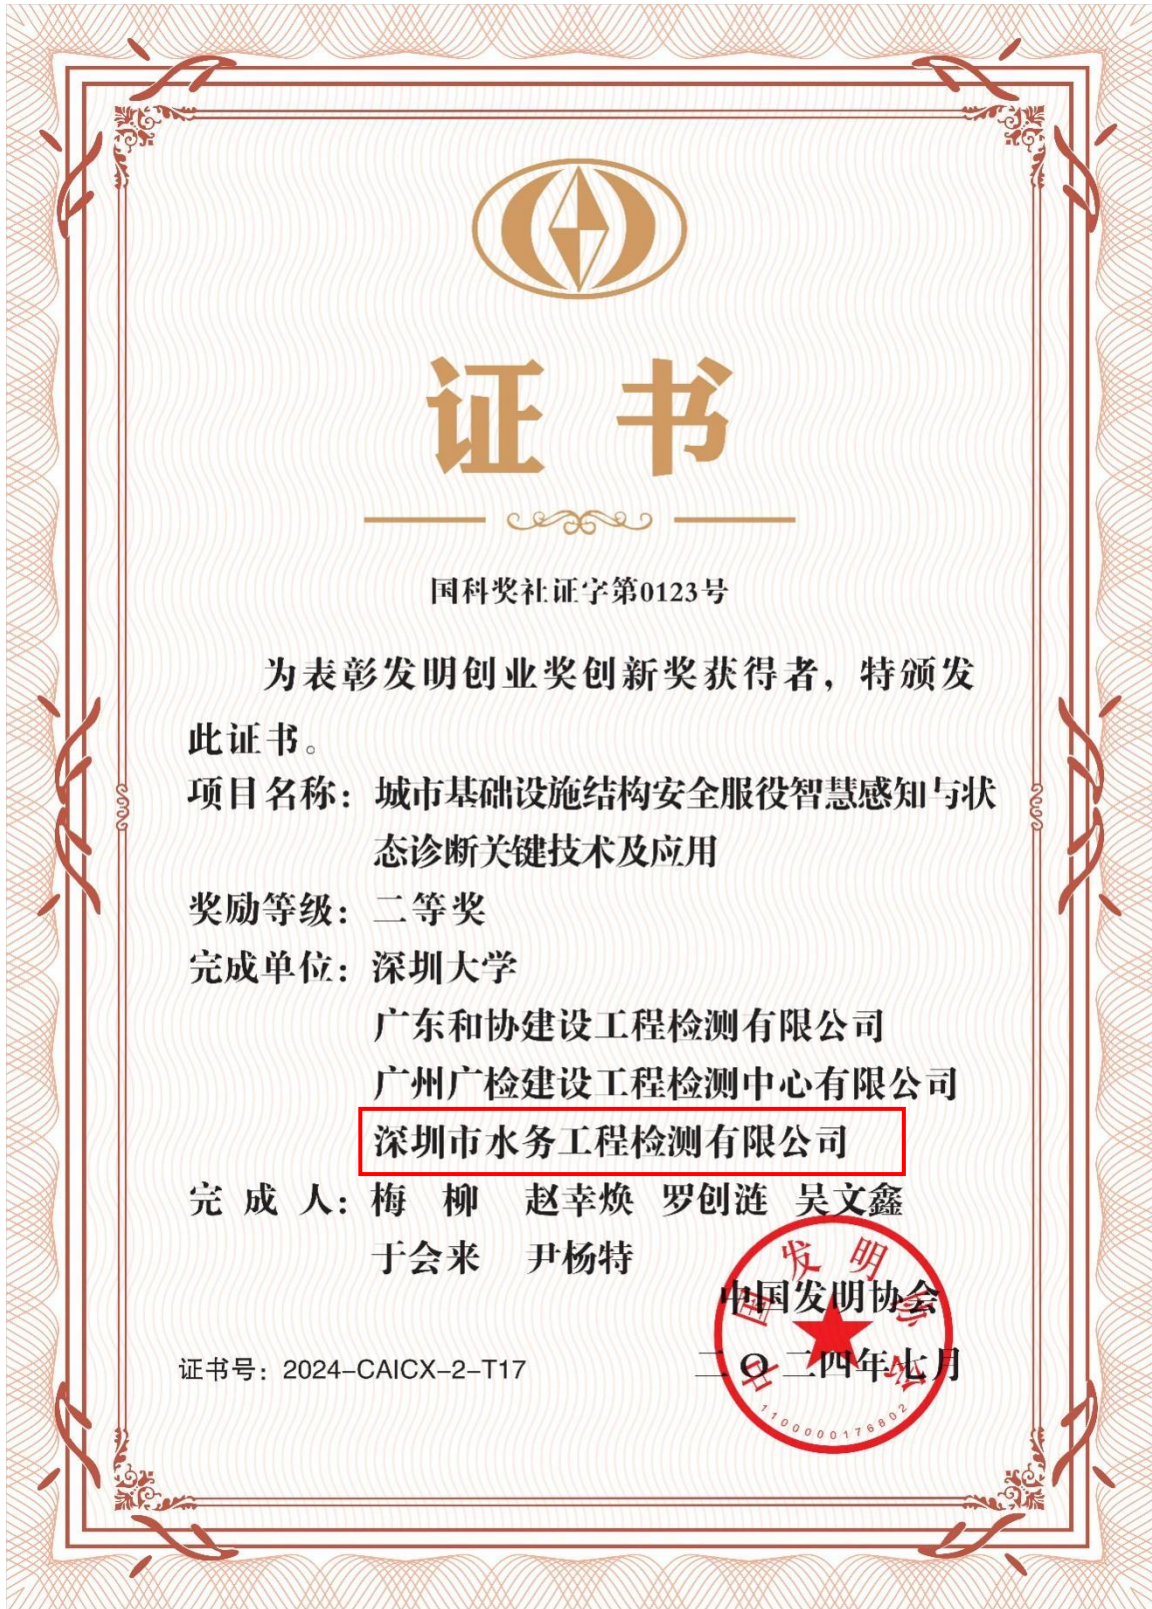 证书
国科奖社证字第0123号
为表彰发明创业奖创新奖获得者，特颁发
此证书。
项目名称：城市基础设施结构安全服役智慧感知与状
态诊断关键技术及应用
奖励等级：二等奖
完成单位：深圳大学
广东和协建设工程检测有限公司
广州广检建设工程检测中心有限公司
深圳市水务工程检测有限公司
完成人：梅柳 赵幸焕 罗创涟 吴文鑫
于会来 尹杨特
中国发明协会
中国发明协会
证书号：2024-CAICX-2-T17
二〇二四年七月
1100000176802